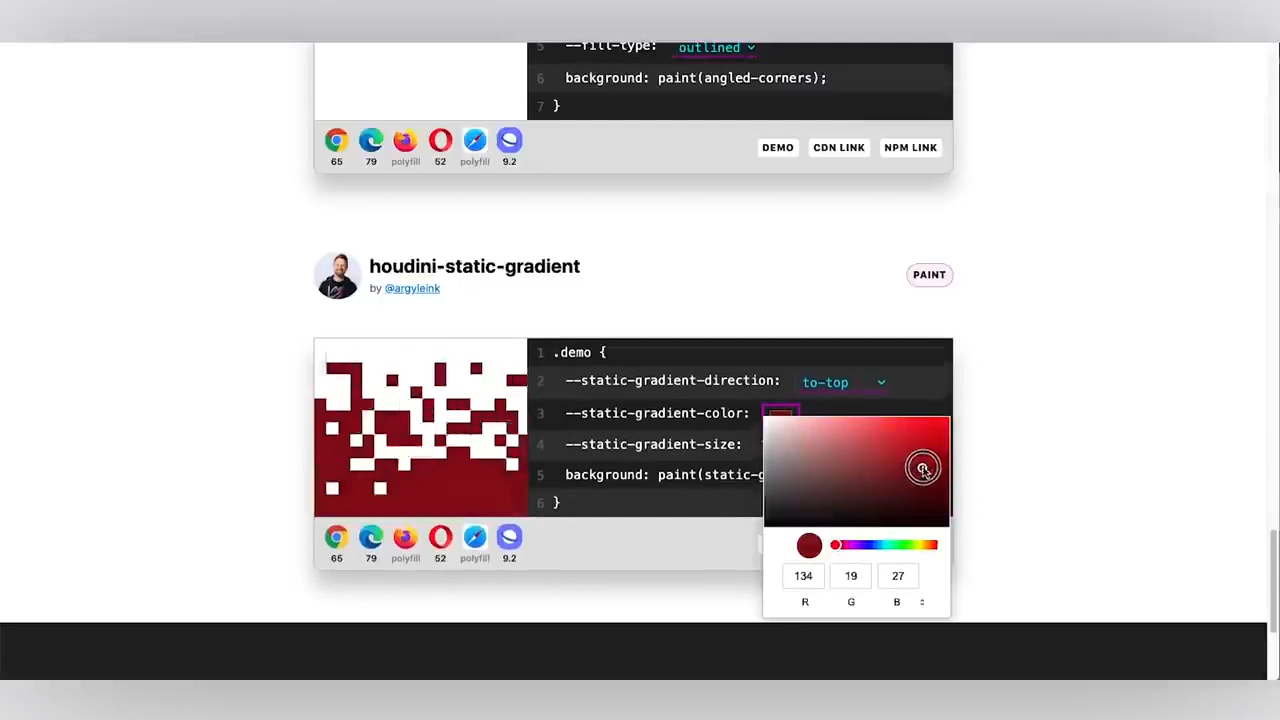 5 --fill-type: outlined
6 background: paint(angled-corners);
7 }
65 79 polyfill 52 polyfill 9.2
DEMO CDN LINK NPM LINK
houdini-static-gradient
by @argyleink
PAINT
1 .demo {
2 --static-gradient-direction: to-top
3 --static-gradient-color:
4 --static-gradient-size:
5 background: paint(static-g
6 }
65 79 polyfill 52 polyfill 9.2
134 19 27
R G B